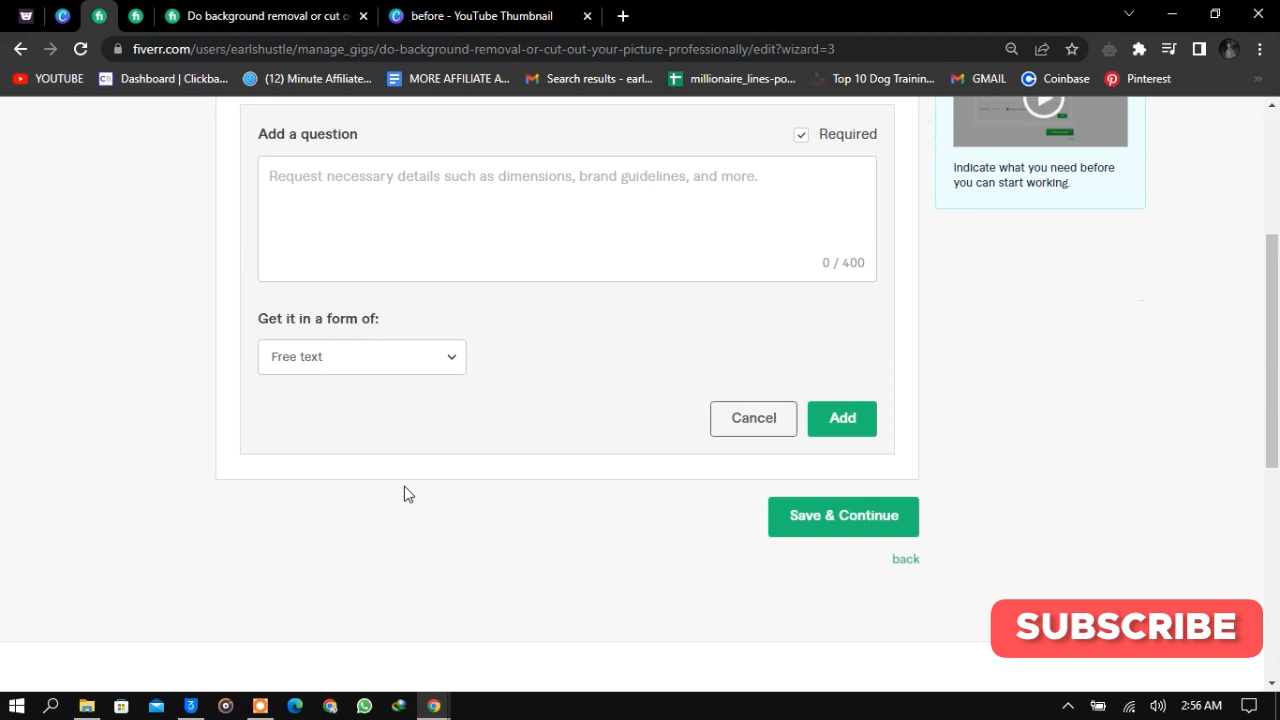 Do background removal or cut o
before - YouTube Thumbnail
fiverr.com/users/earlshustle/manage_gigs/do-background-removal-or-cut-out-your-picture-professionally/edit?wizard=3
YOUTUBE
Dashboard | Clickba...
(12) Minute Affiliate...
MORE AFFILIATE A...
Search results - earl...
millionaire_lines-po...
Top 10 Dog Trainin...
GMAIL
Coinbase
Pinterest
Add a question
Required
Request necessary details such as dimensions, brand guidelines, and more.
0 / 400
Indicate what you need before
you can start working.
Get it in a form of:
Free text
Cancel
Add
Save & Continue
back
SUBSCRIBE
2:56 AM